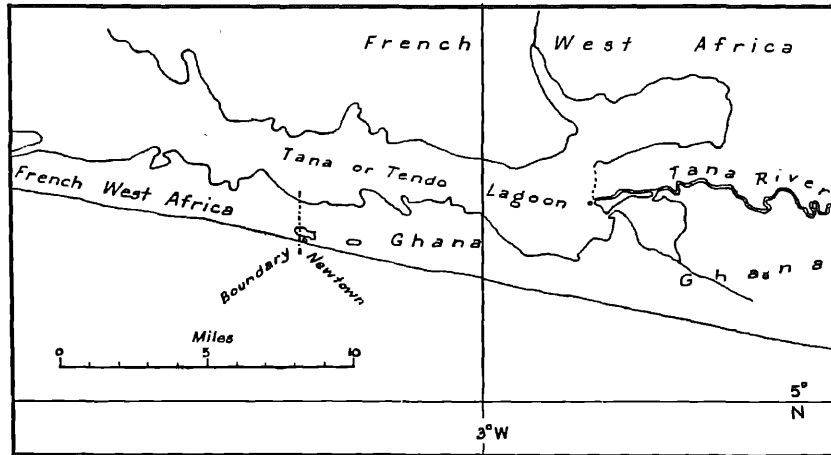 French West Africa
Tana or Tendo Lagoon
Tana River
French West Africa
Ghana
Ghana
Boundary
Newtown
Miles
0 5 10
5°
N
3°W